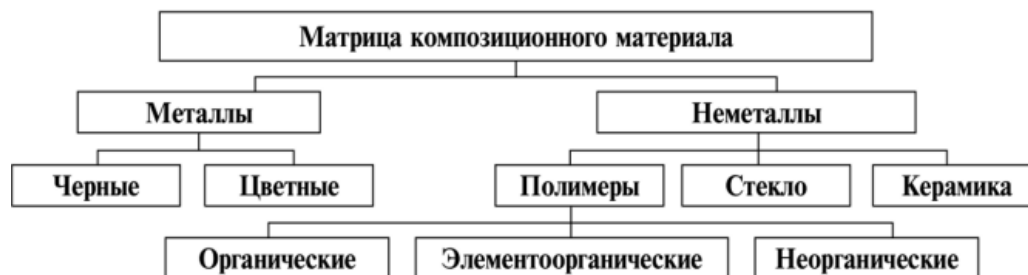 Матрица композиционного материала
Металлы Неметаллы
Черные Цветные Полимеры Стекло Керамика
Органические Элементоорганические Неорганические